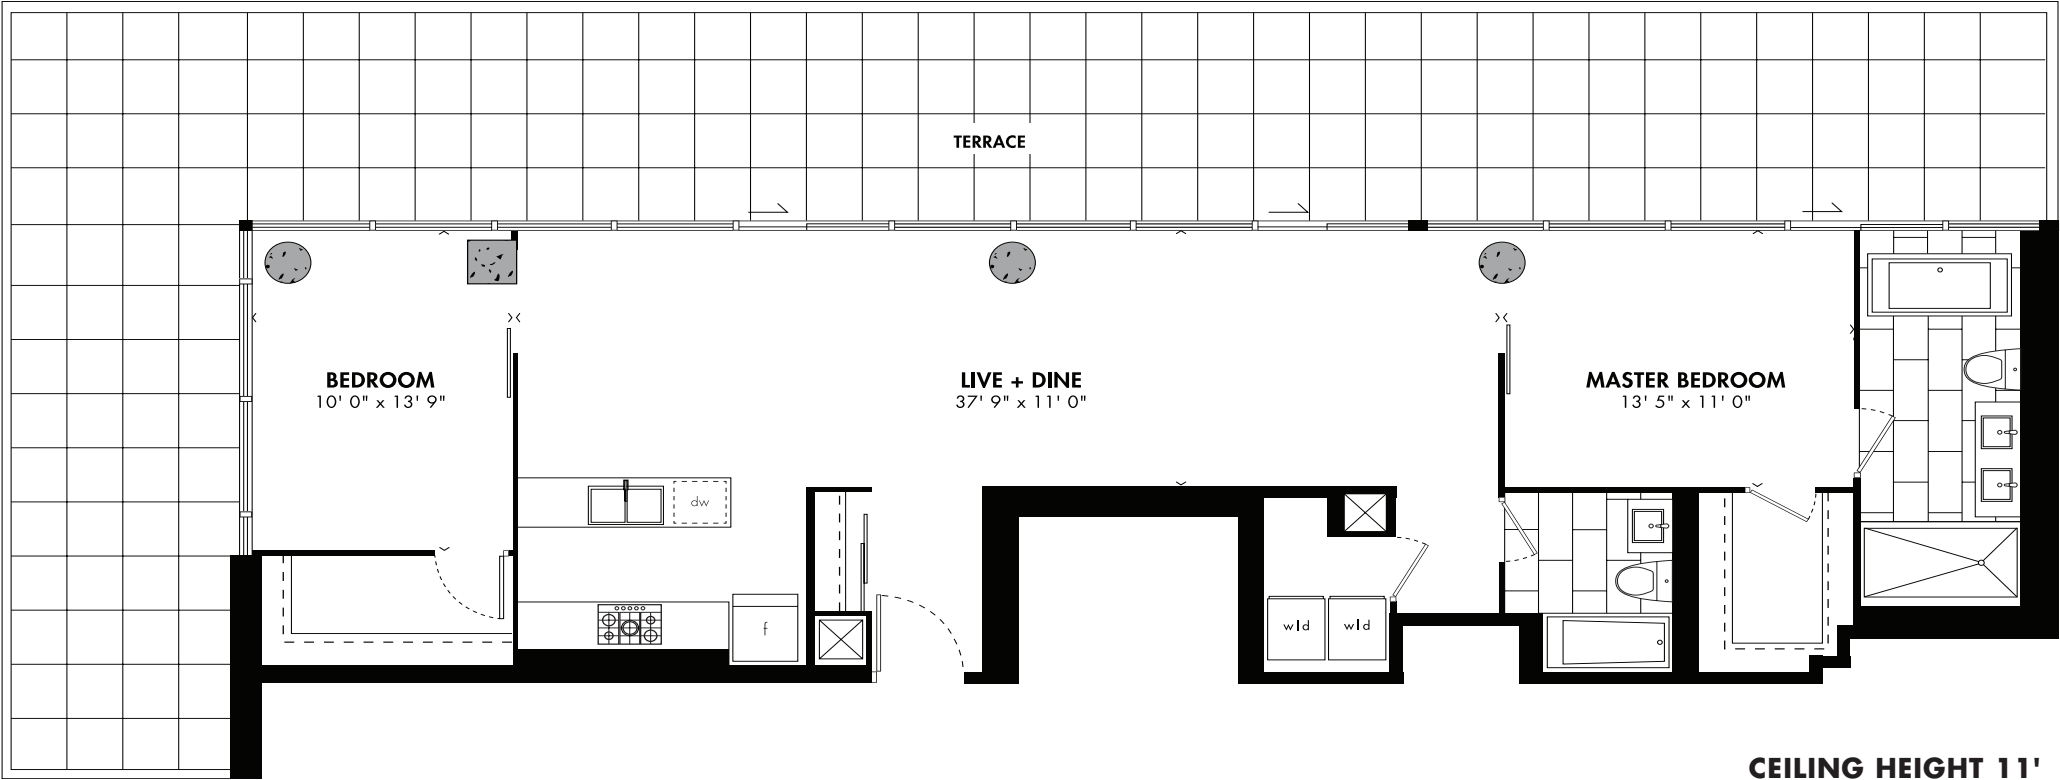 TERRACE
BEDROOM
10' 0" x 13' 9"
LIVE + DINE
37' 9" x 11' 0"
MASTER BEDROOM
13' 5" x 11' 0"
dw
f
w|d
w|d
CEILING HEIGHT 11'